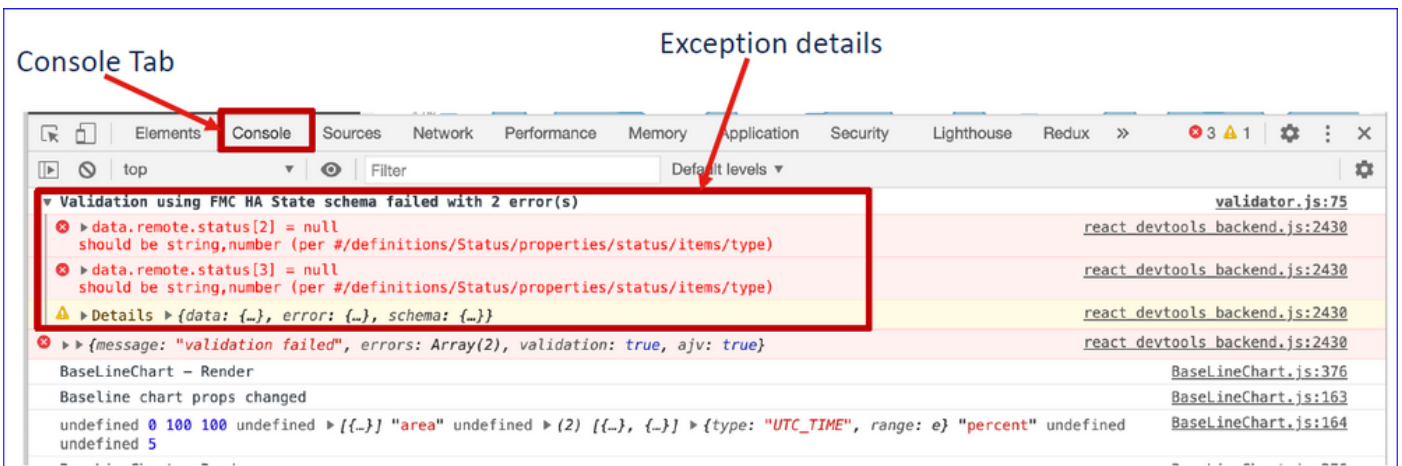 Exception details
Console Tab
Elements Console Sources Network Performance Memory Application Security Lighthouse Redux » 3 1
top Filter Default levels ▼
▼ Validation using FMC HA State schema failed with 2 error(s) validator.js:75
▶data.remote.status[2] = null react_devtools_backend.js:2430
should be string,number (per #/definitions/Status/properties/status/items/type)
▶data.remote.status[3] = null react_devtools_backend.js:2430
should be string,number (per #/definitions/Status/properties/status/items/type)
▶Details ▶{data: {…}, error: {…}, schema: {…}} react_devtools_backend.js:2430
▶▶{message: "validation failed", errors: Array(2), validation: true, ajv: true} react_devtools_backend.js:2430
BaseLineChart – Render BaseLineChart.js:376
Baseline chart props changed BaseLineChart.js:163
undefined 0 100 100 undefined ▶[{…}] "area" undefined ▶(2) [{…}, {…}] ▶{type: "UTC_TIME", range: e} "percent" undefined BaseLineChart.js:164
undefined 5